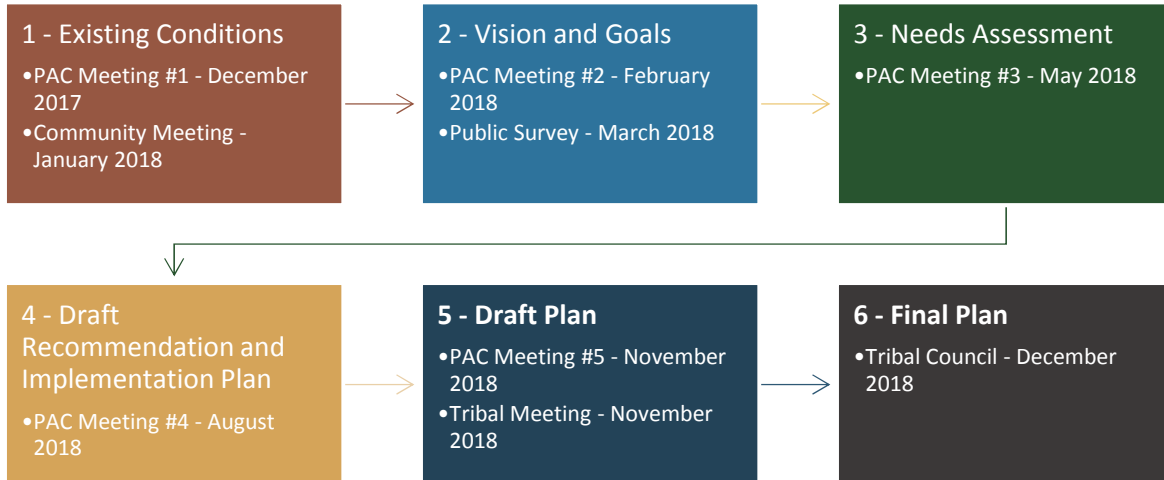 1 - Existing Conditions
•PAC Meeting #1 - December
2017
•Community Meeting -
January 2018
2 - Vision and Goals
•PAC Meeting #2 - February
2018
•Public Survey - March 2018
3 - Needs Assessment
•PAC Meeting #3 - May 2018
4 - Draft
Recommendation and
Implementation Plan
•PAC Meeting #4 - August
2018
5 - Draft Plan
•PAC Meeting #5 - November
2018
•Tribal Meeting - November
2018
6 - Final Plan
•Tribal Council - December
2018